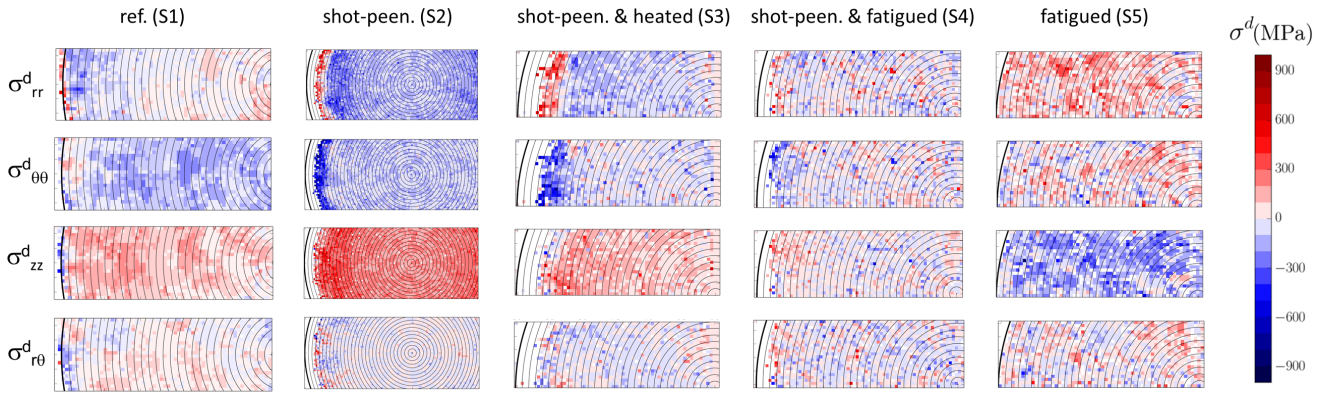 ref. (S1) shot-peen. (S2) shot-peen. & heated (S3) shot-peen. & fatigued (S4) fatigued (S5)
σ^d (MPa)
σ^d_rr
σ^d_θθ
σ^d_zz
σ^d_rθ
900
600
300
0
−300
−600
−900